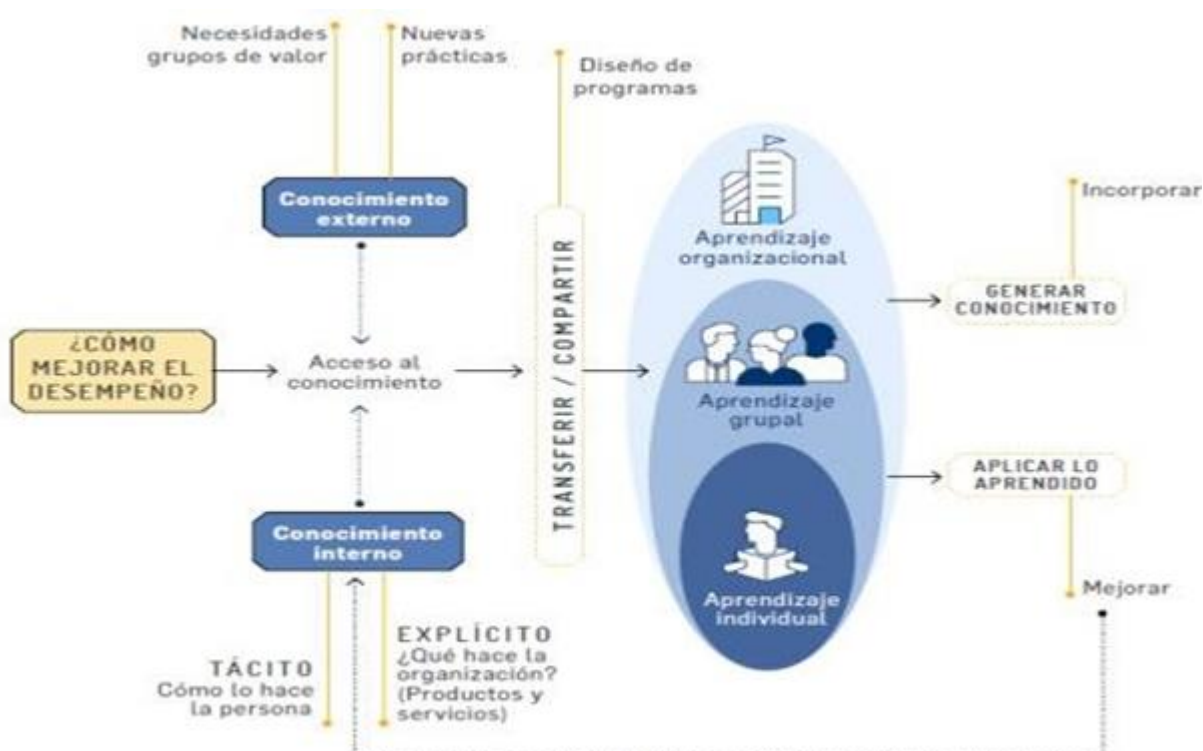 Necesidades
grupos de valor
Nuevas
prácticas
Diseño de
programas
Conocimiento
externo
Aprendizaje
organizacional
Incorporar
GENERAR
CONOCIMIENTO
¿CÓMO
MEJORAR EL
DESEMPEÑO?
Acceso al
conocimiento
TRANSFERIR / COMPARTIR
Aprendizaje
grupal
APLICAR LO
APRENDIDO
Conocimiento
interno
Aprendizaje
individual
Mejorar
TÁCITO
Cómo lo hace
la persona
EXPLÍCITO
¿Qué hace la
organización?
(Productos y
servicios)